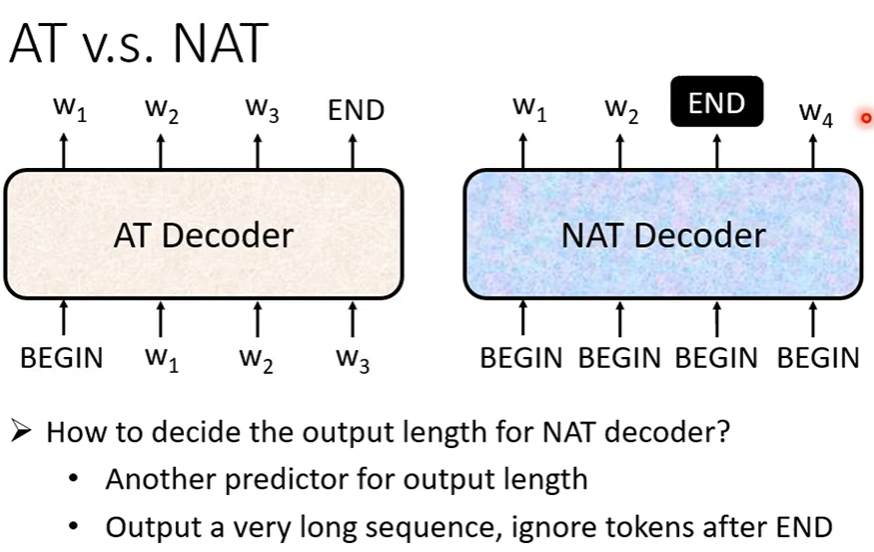 AT v.s. NAT
w1 w2 w3 END
AT Decoder
BEGIN w1 w2 w3
w1 w2 END w4
NAT Decoder
BEGIN BEGIN BEGIN BEGIN
➢ How to decide the output length for NAT decoder?
• Another predictor for output length
• Output a very long sequence, ignore tokens after END